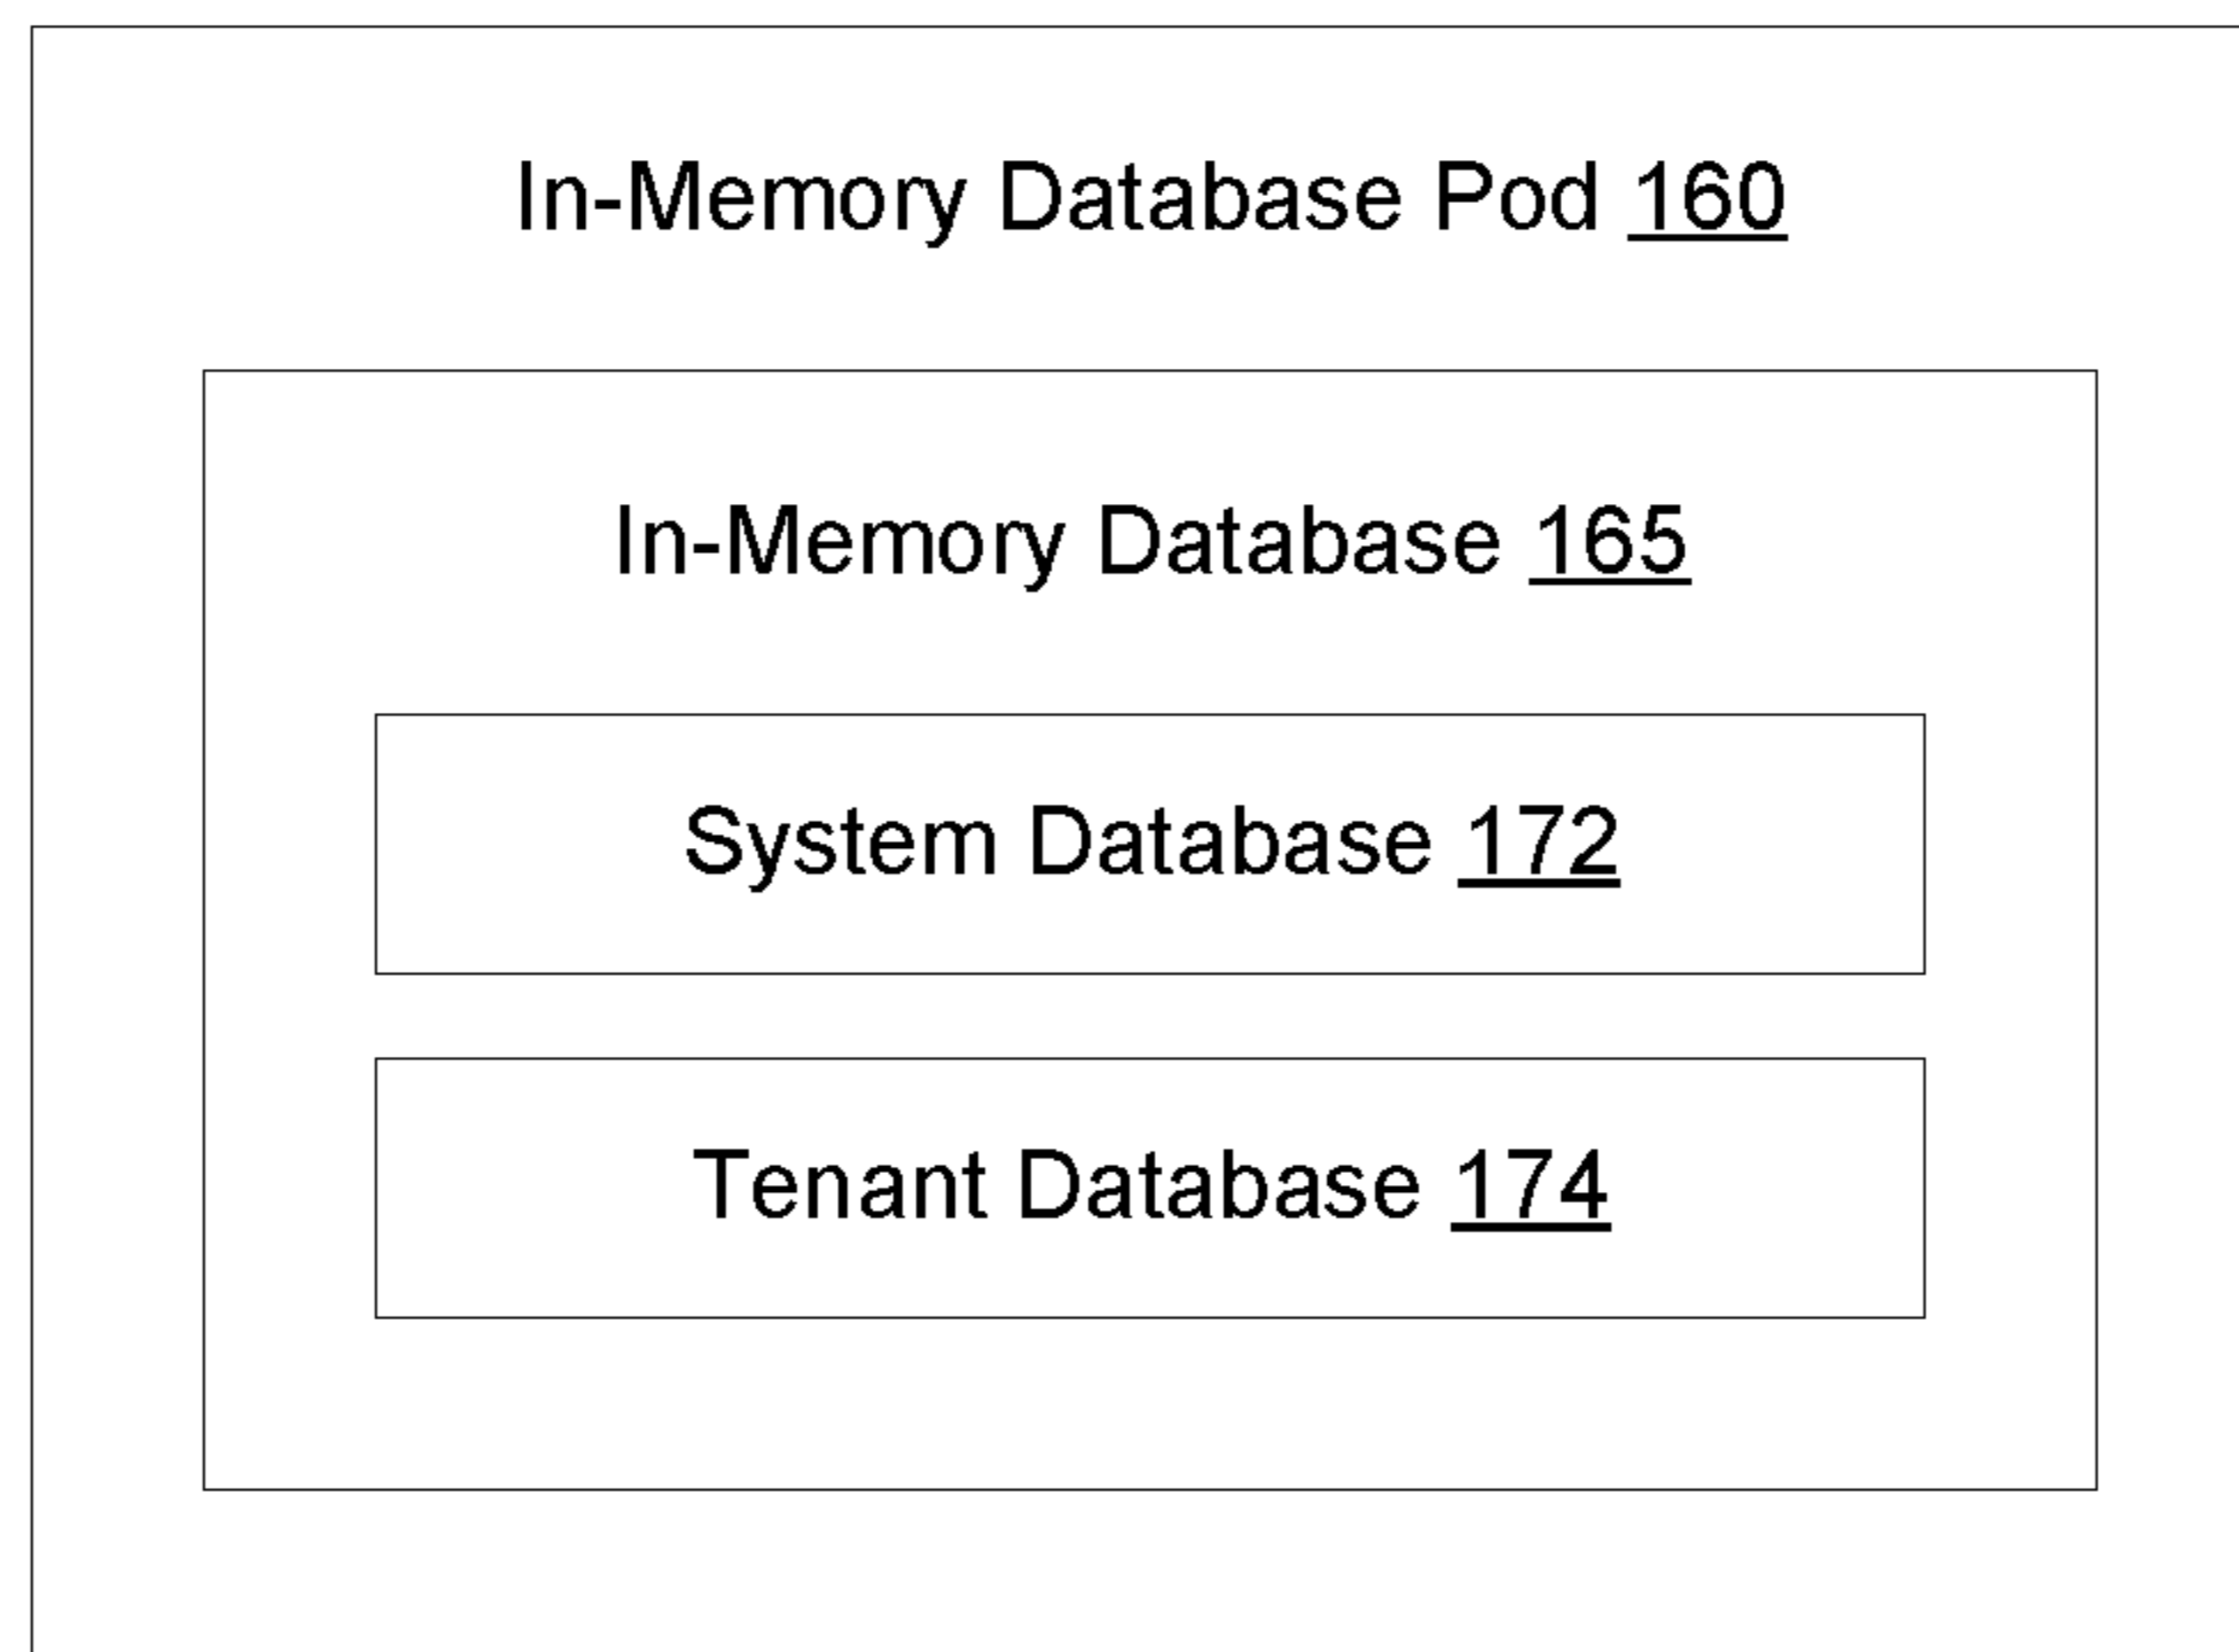 In-Memory Database Pod 160
In-Memory Database 165
System Database 172
Tenant Database 174